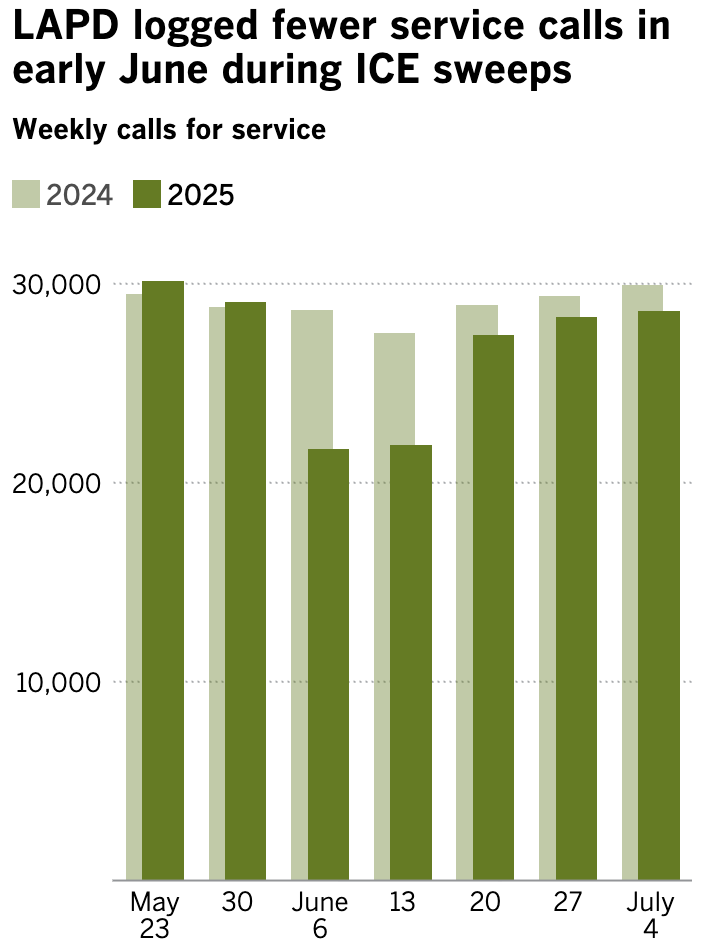 LAPD logged fewer service calls in
early June during ICE sweeps
Weekly calls for service
2024 2025
30,000
20,000
10,000
May 30 June 13 20 27 July
23 6 4